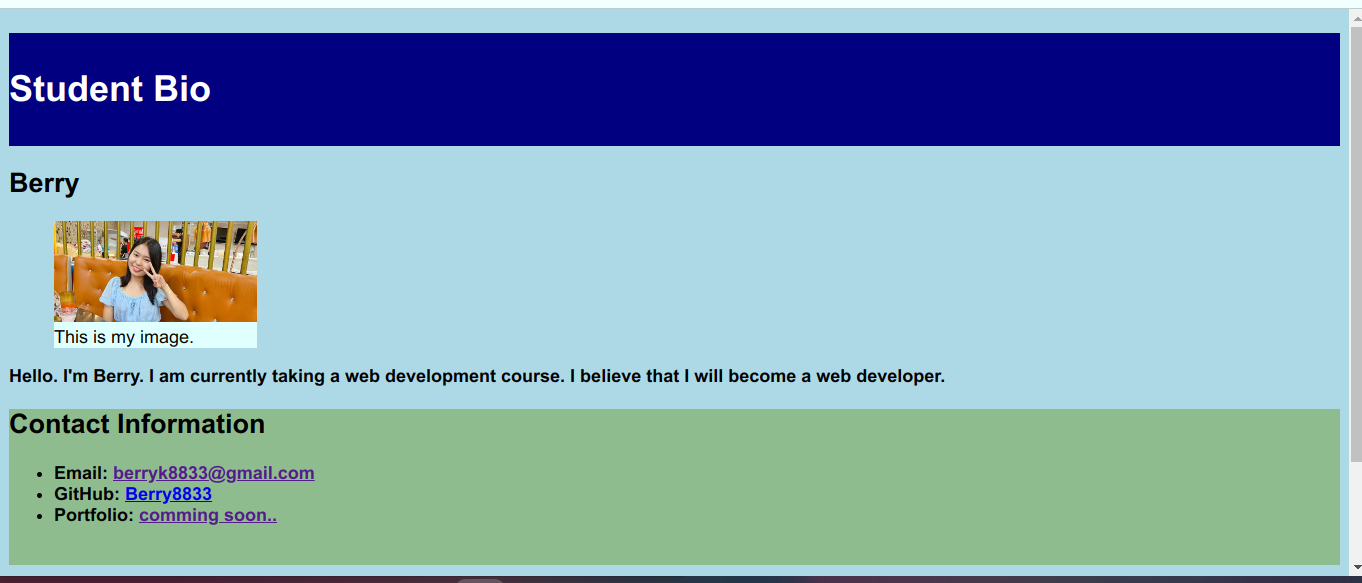 Student Bio
Berry
This is my image.
Hello. I'm Berry. I am currently taking a web development course. I believe that I will become a web developer.
Contact Information
Email: berryk8833@gmail.com
GitHub: Berry8833
Portfolio: comming soon..